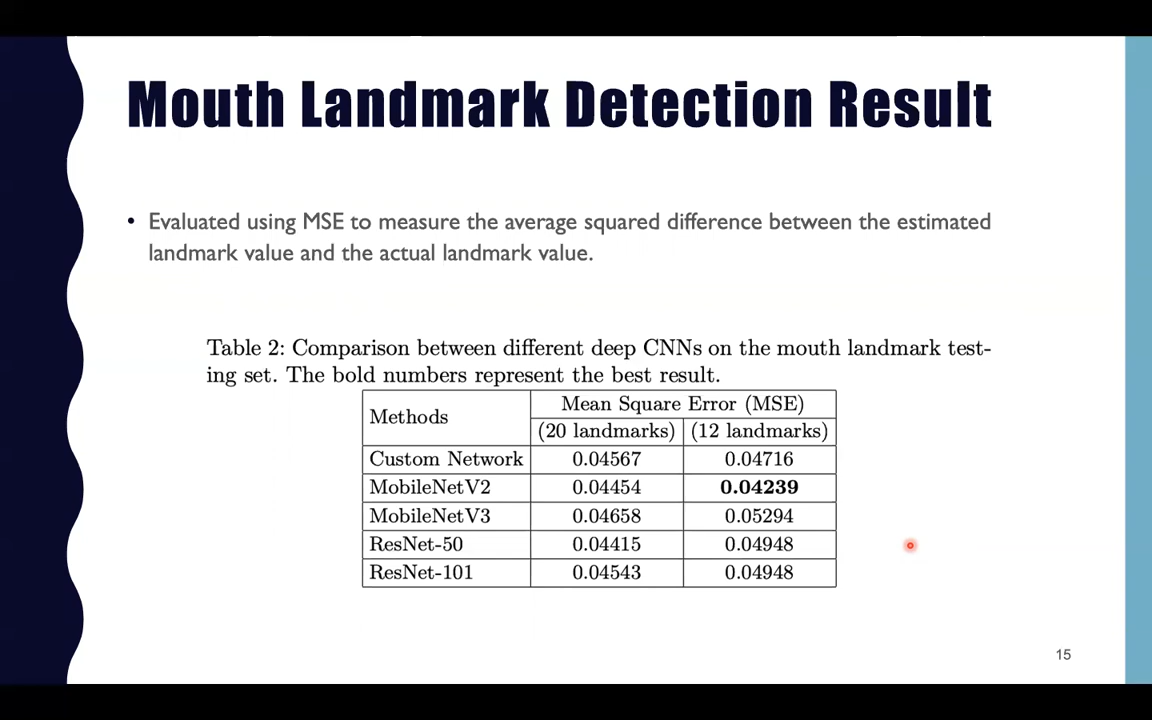 Mouth Landmark Detection Result
• Evaluated using MSE to measure the average squared difference between the estimated
landmark value and the actual landmark value.
Table 2: Comparison between different deep CNNs on the mouth landmark test-
ing set. The bold numbers represent the best result.
Methods Mean Square Error (MSE)
(20 landmarks) (12 landmarks)
Custom Network 0.04567 0.04716
MobileNetV2 0.04454 0.04239
MobileNetV3 0.04658 0.05294
ResNet-50 0.04415 0.04948
ResNet-101 0.04543 0.04948
15